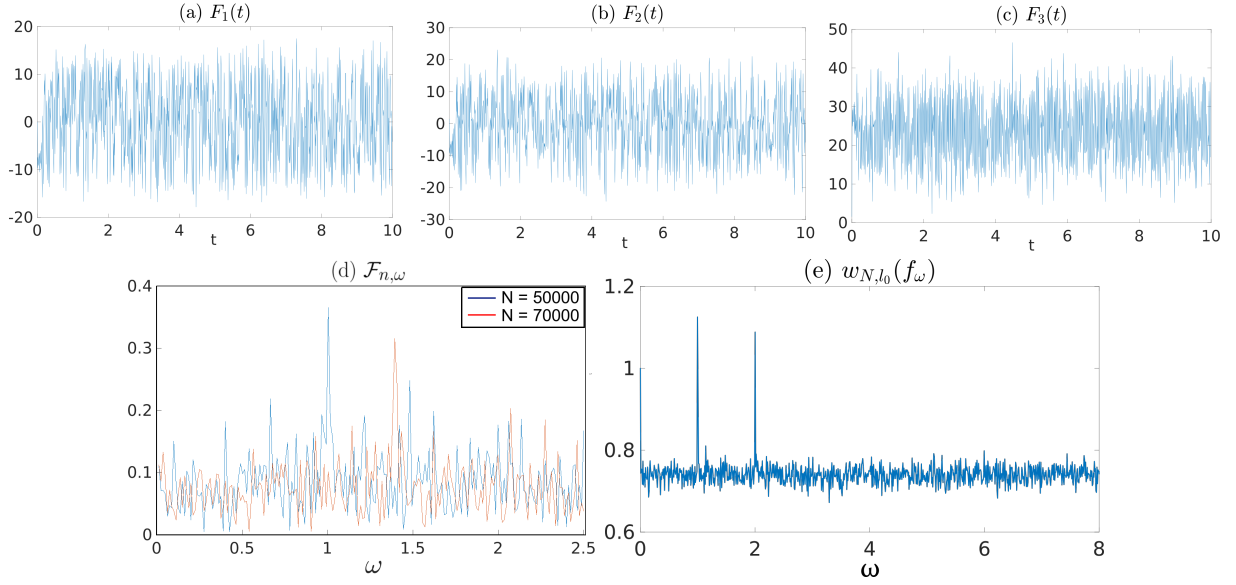 (a) F₁(t)
20
10
0
-10
-20
0 2 4 6 8 10
t
(b) F₂(t)
30
20
10
0
-10
-20
-30
0 2 4 6 8 10
t
(c) F₃(t)
50
40
30
20
10
0
0 2 4 6 8 10
t
(d) ℱₙ,ω
0.4
0.3
0.2
0.1
0
0 0.5 1 1.5 2 2.5
ω
N = 50000
N = 70000
(e) w_{N,l₀}(f_ω)
1.2
1
0.8
0.6
0 2 4 6 8
ω